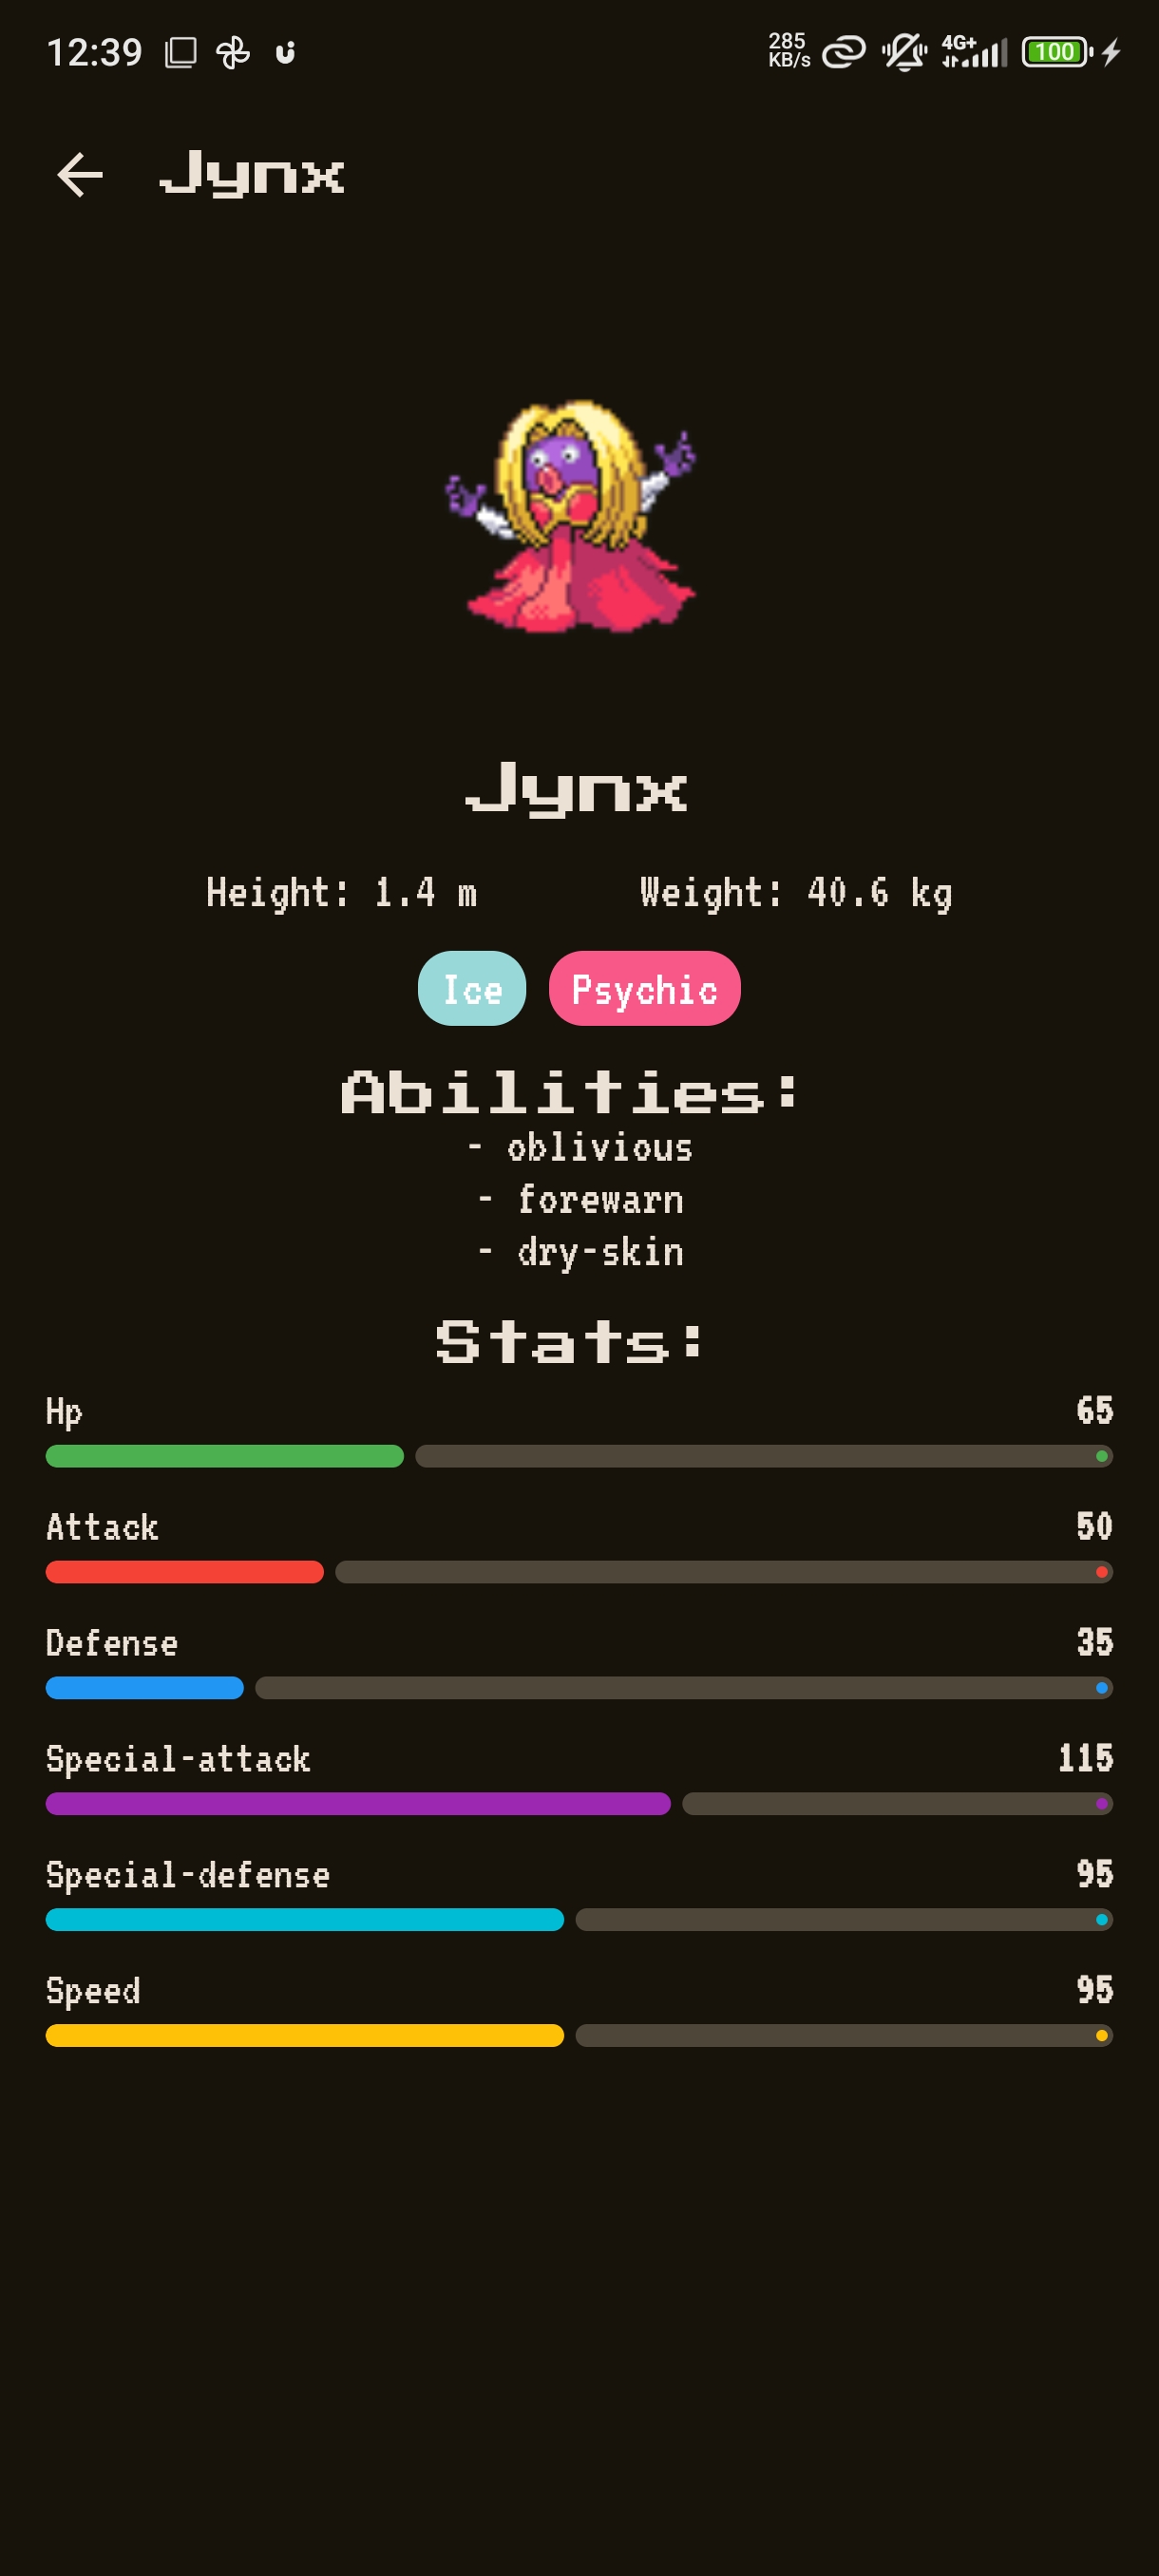 12:39 285 KB/s 4G+ 100
Jynx
Jynx
Height: 1.4 m Weight: 40.6 kg
Ice Psychic
Abilities:
- oblivious
- forewarn
- dry-skin
Stats:
Hp 65
Attack 50
Defense 35
Special-attack 115
Special-defense 95
Speed 95